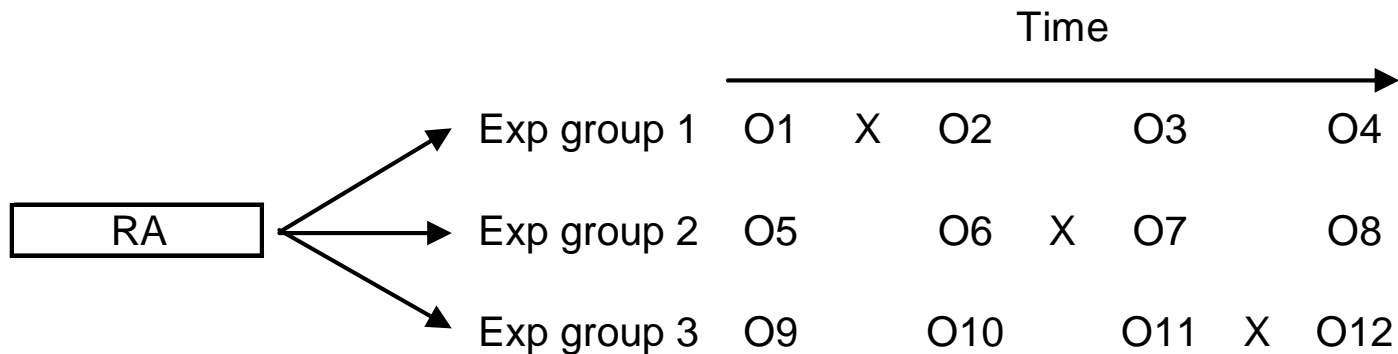 Time
Exp group 1 O1 X O2 O3 O4
RA
Exp group 2 O5 O6 X O7 O8
Exp group 3 O9 O10 O11 X O12